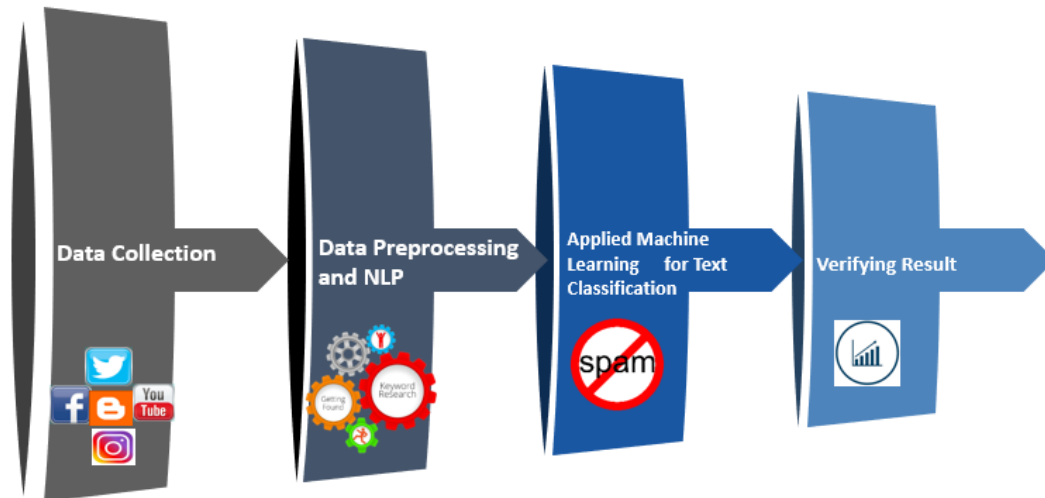 Data Collection
Data Preprocessing
and NLP
Applied Machine
Learning for Text
Classification
Verifying Result
You
Tube
Getting
Found
Keyword
Research
spam